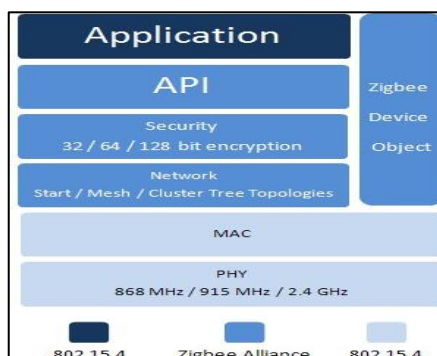 Application
API
Zigbee
Device
Object
Security
32 / 64 / 128 bit encryption
Network
Start / Mesh / Cluster Tree Topologies
MAC
PHY
868 MHz / 915 MHz / 2.4 GHz
802.15.4
Zigbee Alliance
802.15.4